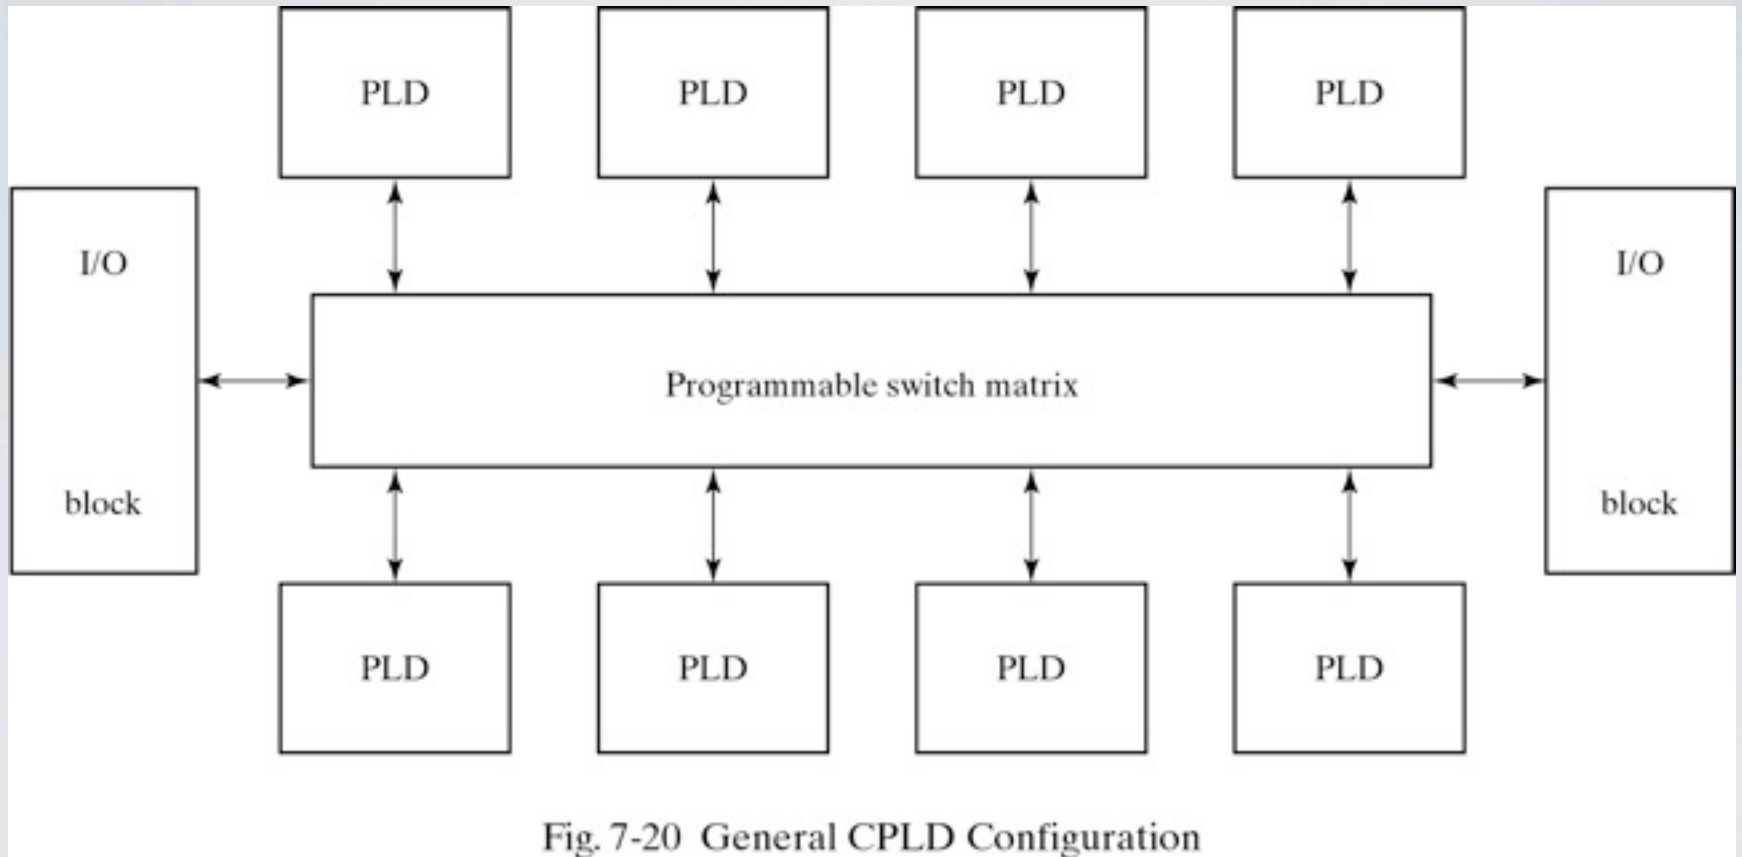 PLD PLD PLD PLD
I/O I/O
Programmable switch matrix
block block
PLD PLD PLD PLD
Fig. 7-20 General CPLD Configuration